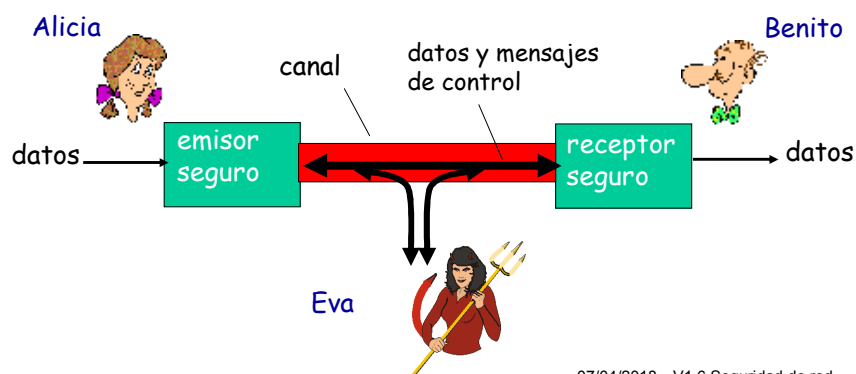 Alicia
Benito
canal
datos y mensajes
de control
datos
emisor
seguro
receptor
seguro
datos
Eva